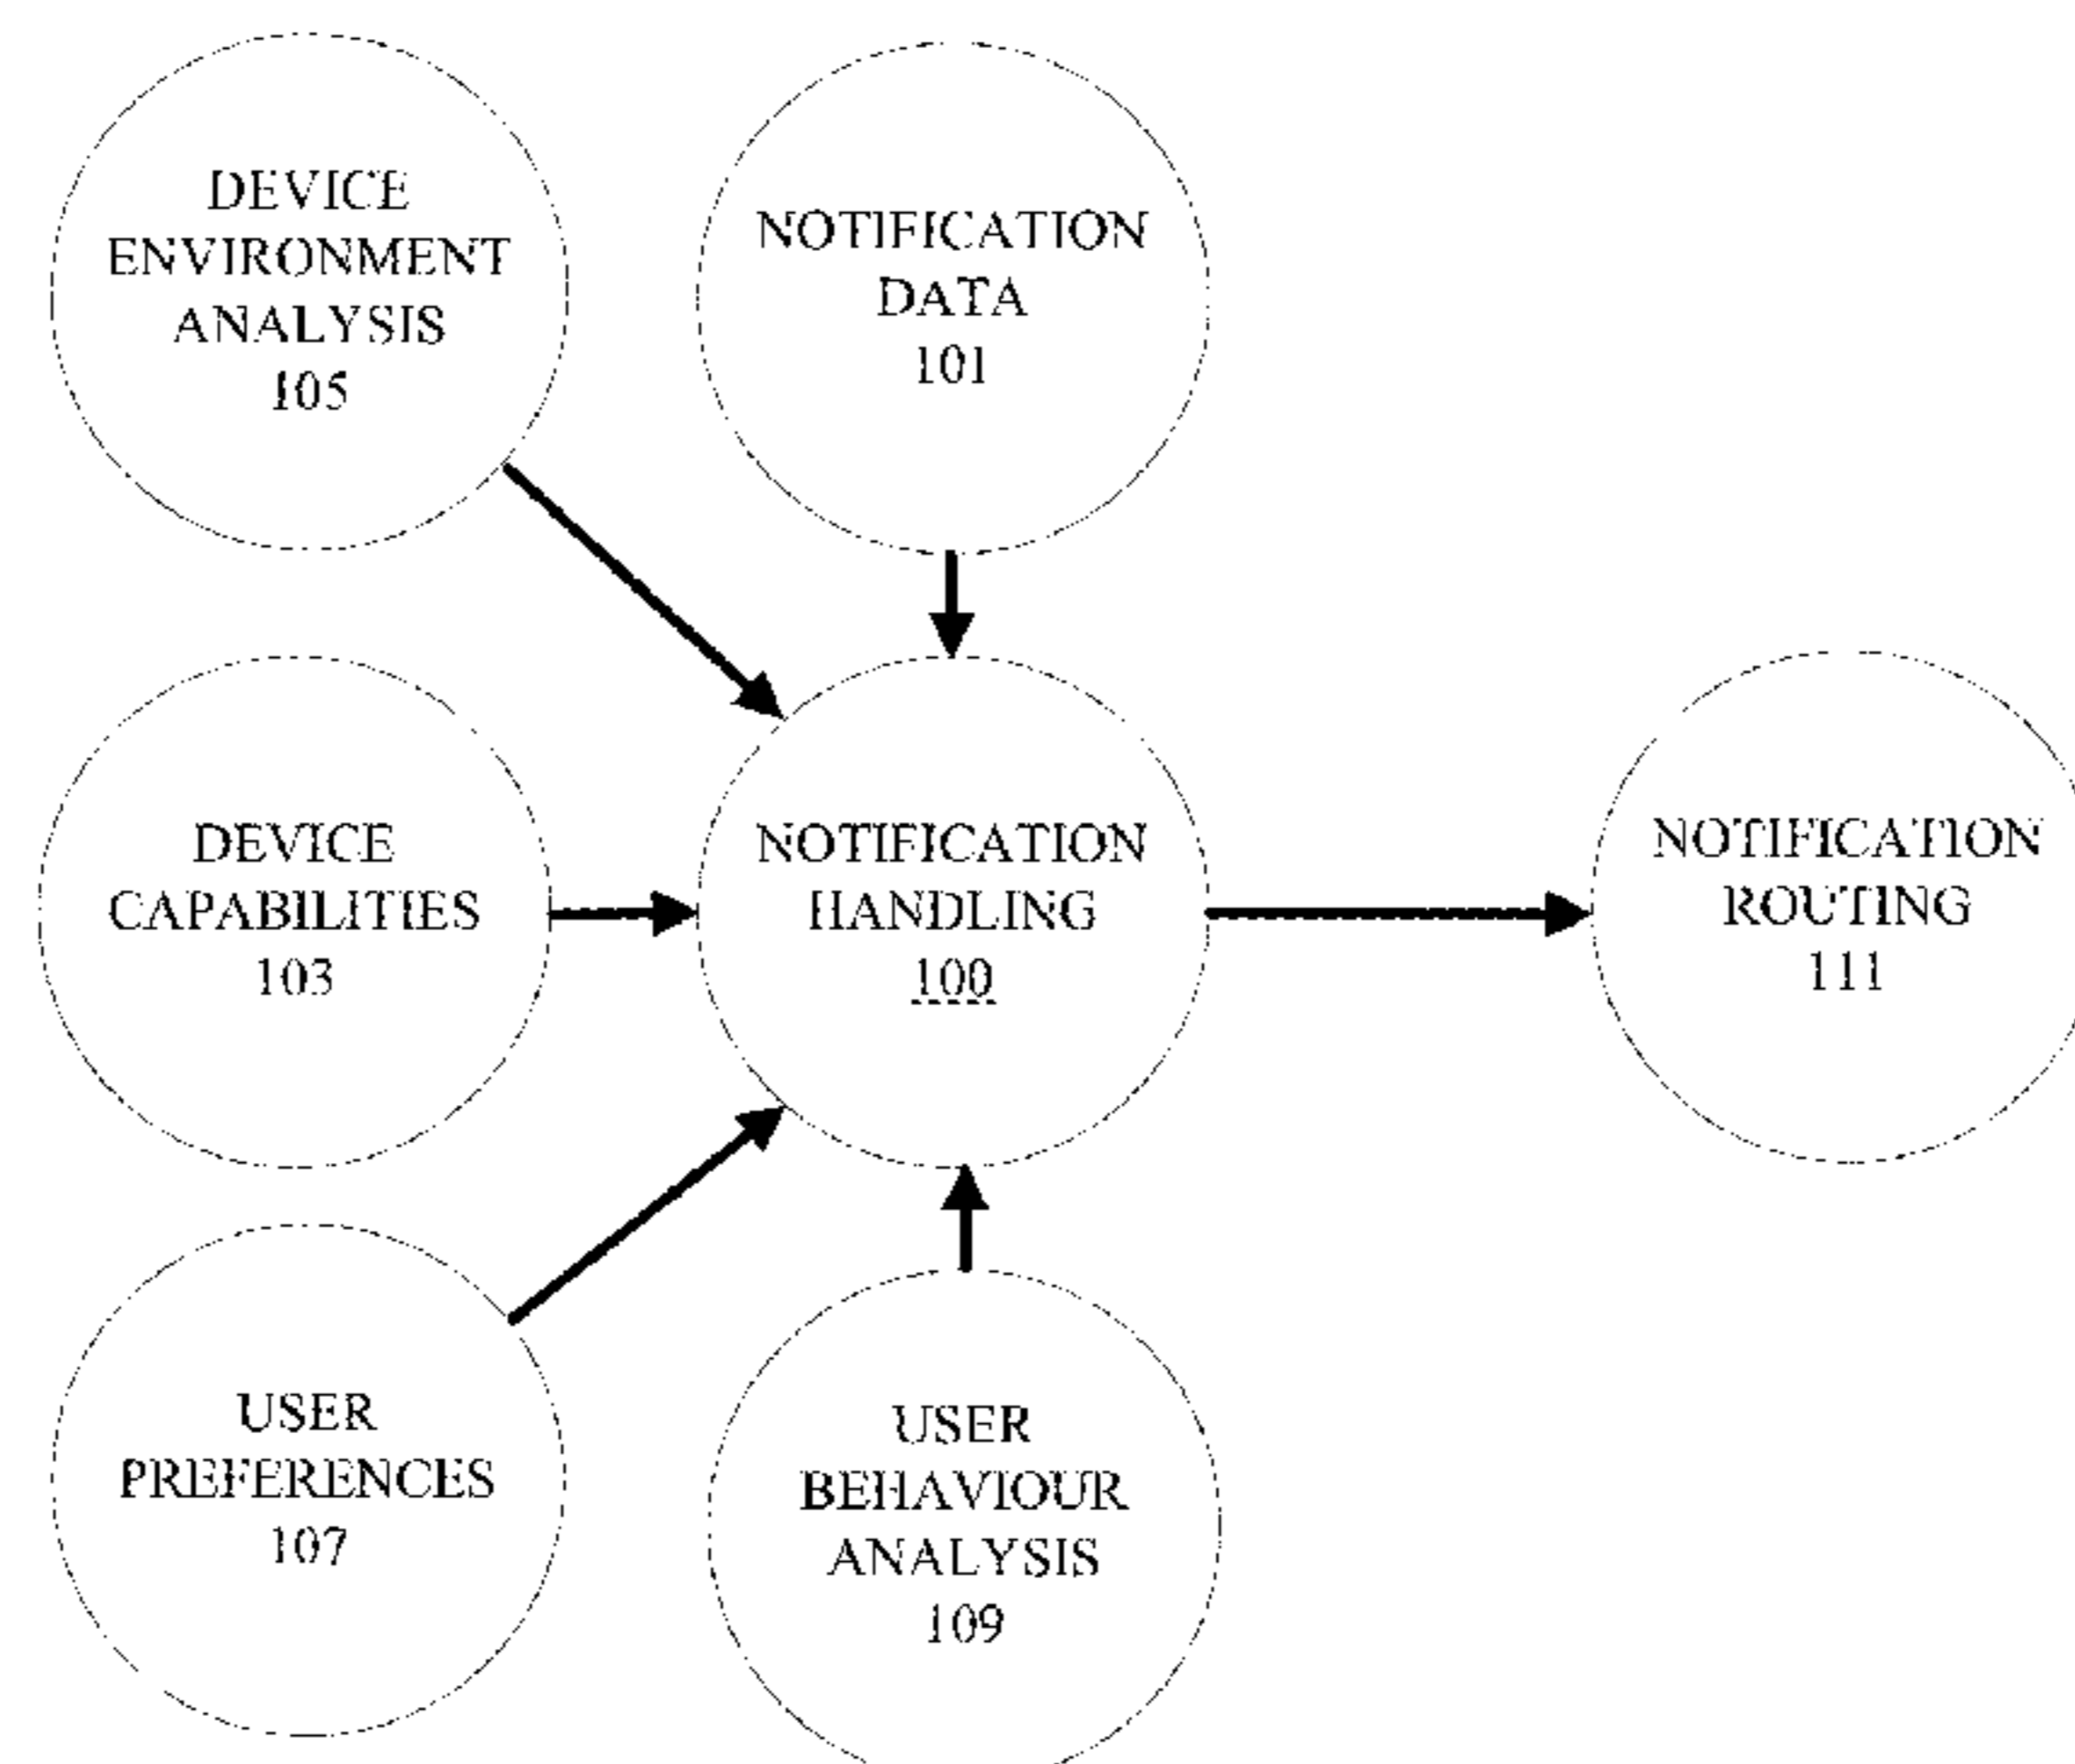 DEVICE
ENVIRONMENT
ANALYSIS
105
NOTIFICATION
DATA
101
DEVICE
CAPABILITIES
103
NOTIFICATION
HANDLING
100
NOTIFICATION
ROUTING
111
USER
PREFERENCES
107
USER
BEHAVIOUR
ANALYSIS
109